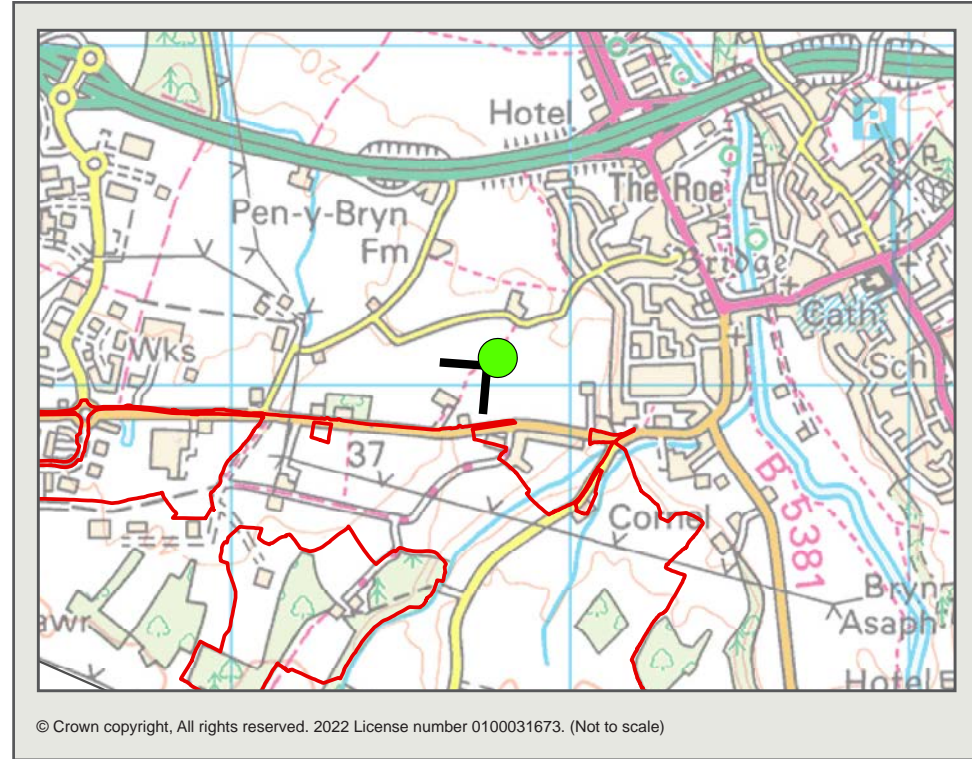 20
Hotel
P
The Roe
Pen-y-Bryn
Fm
Bridge
Cath
Wks
Sch
37
B 5381
Cornel
Bryn
Asaph
awr
Hotel
© Crown copyright, All rights reserved. 2022 License number 0100031673. (Not to scale)